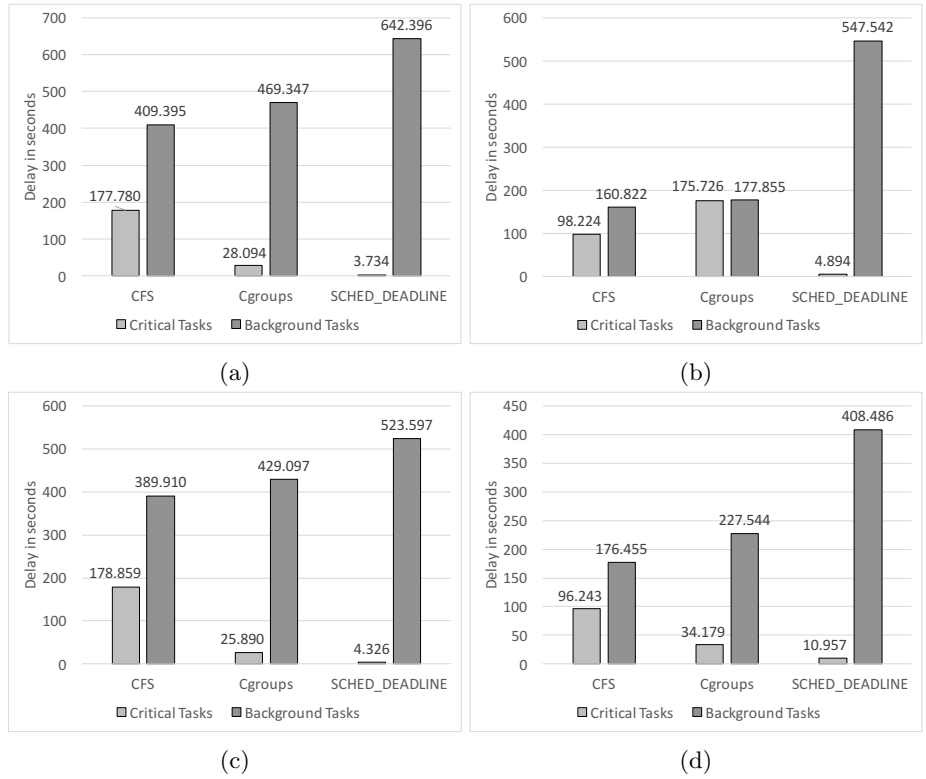 700
600
500
400
300
200
100
0
Delay in seconds
177.780
409.395
28.094
469.347
3.734
642.396
CFS
Cgroups
SCHED_DEADLINE
Critical Tasks
Background Tasks
(a)
600
500
400
300
200
100
0
Delay in seconds
98.224
160.822
175.726
177.855
4.894
547.542
CFS
Cgroups
SCHED_DEADLINE
Critical Tasks
Background Tasks
(b)
600
500
400
300
200
100
0
Delay in seconds
178.859
389.910
25.890
429.097
4.326
523.597
CFS
Cgroups
SCHED_DEADLINE
Critical Tasks
Background Tasks
(c)
450
400
350
300
250
200
150
100
50
0
Delay in seconds
96.243
176.455
34.179
227.544
10.957
408.486
CFS
Cgroups
SCHED_DEADLINE
Critical Tasks
Background Tasks
(d)